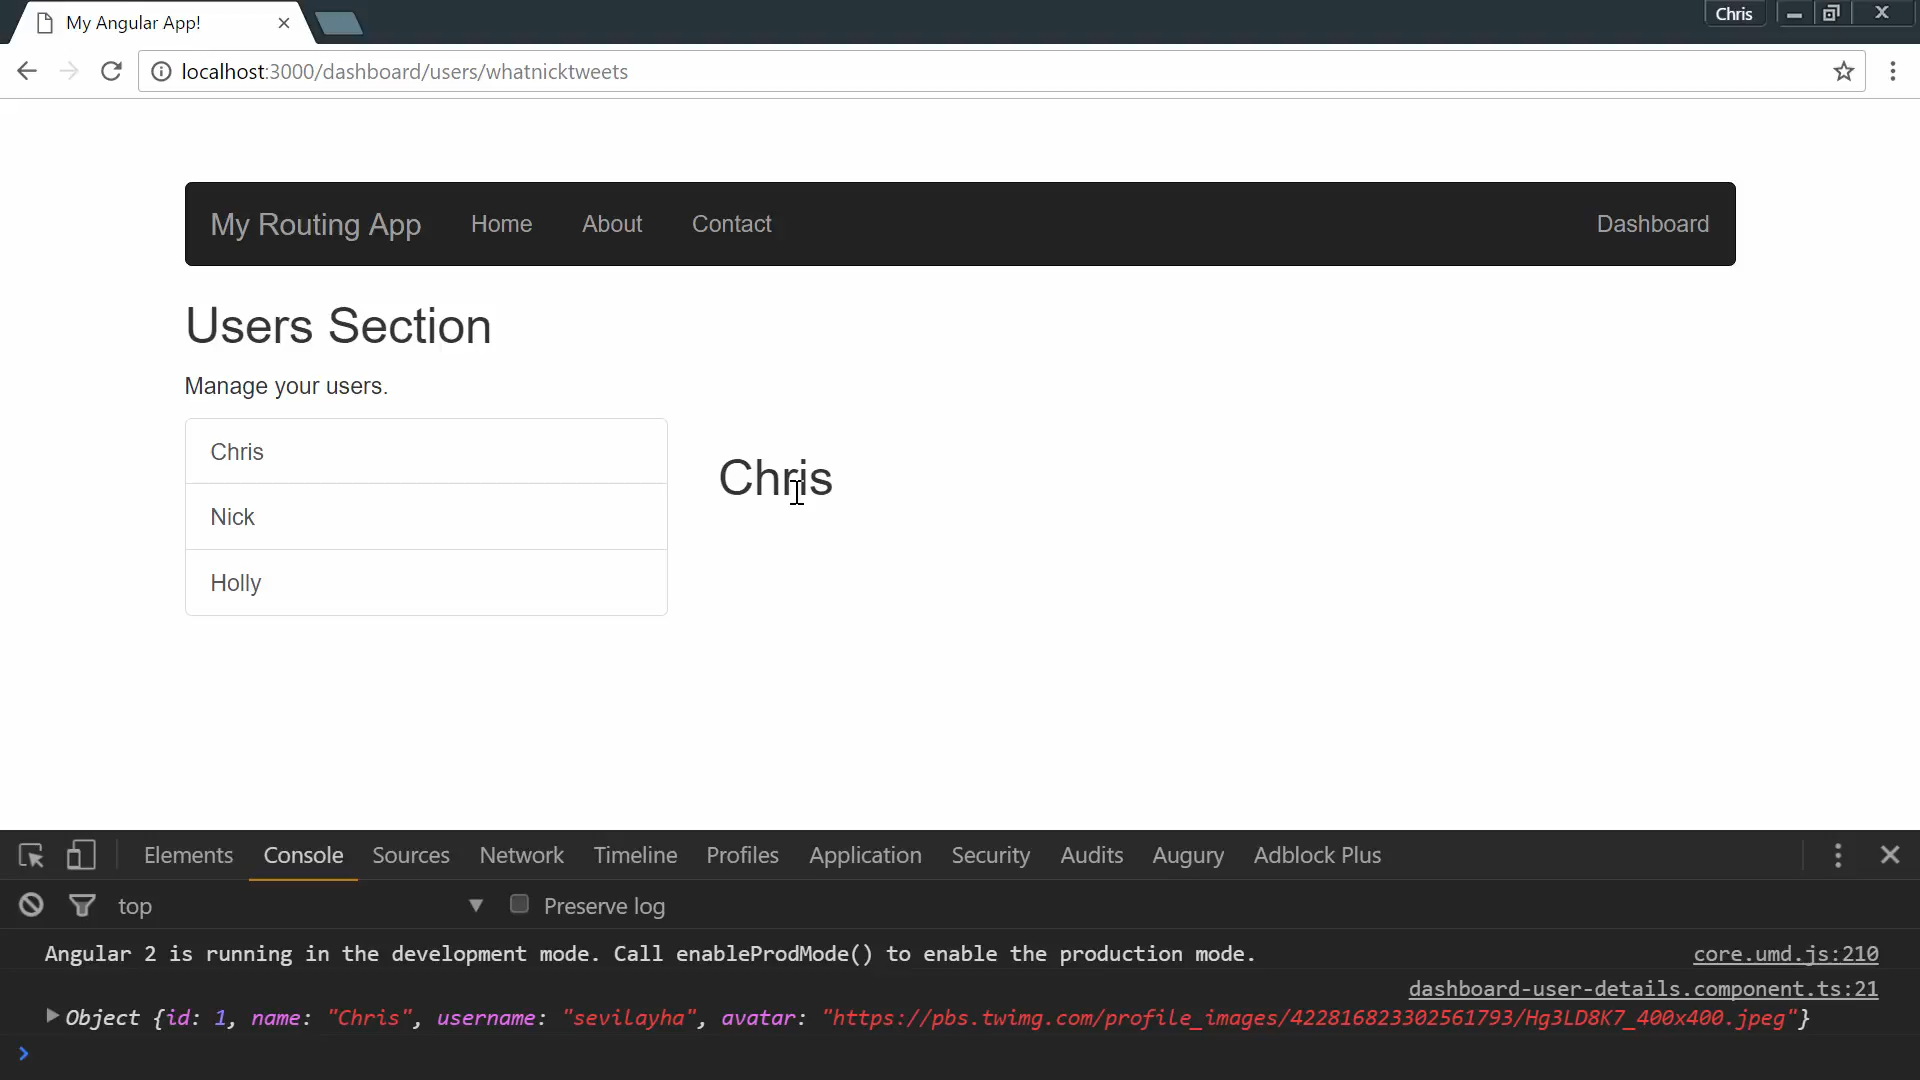 My Angular App!
Chris
localhost:3000/dashboard/users/whatnicktweets
My Routing App Home About Contact Dashboard
Users Section
Manage your users.
Chris
Nick
Holly
Chris
Elements Console Sources Network Timeline Profiles Application Security Audits Augury Adblock Plus
top Preserve log
Angular 2 is running in the development mode. Call enableProdMode() to enable the production mode. core.umd.js:210
dashboard-user-details.component.ts:21
Object {id: 1, name: "Chris", username: "sevilayha", avatar: "https://pbs.twimg.com/profile_images/422816823302561793/Hg3LD8K7_400x400.jpeg"}